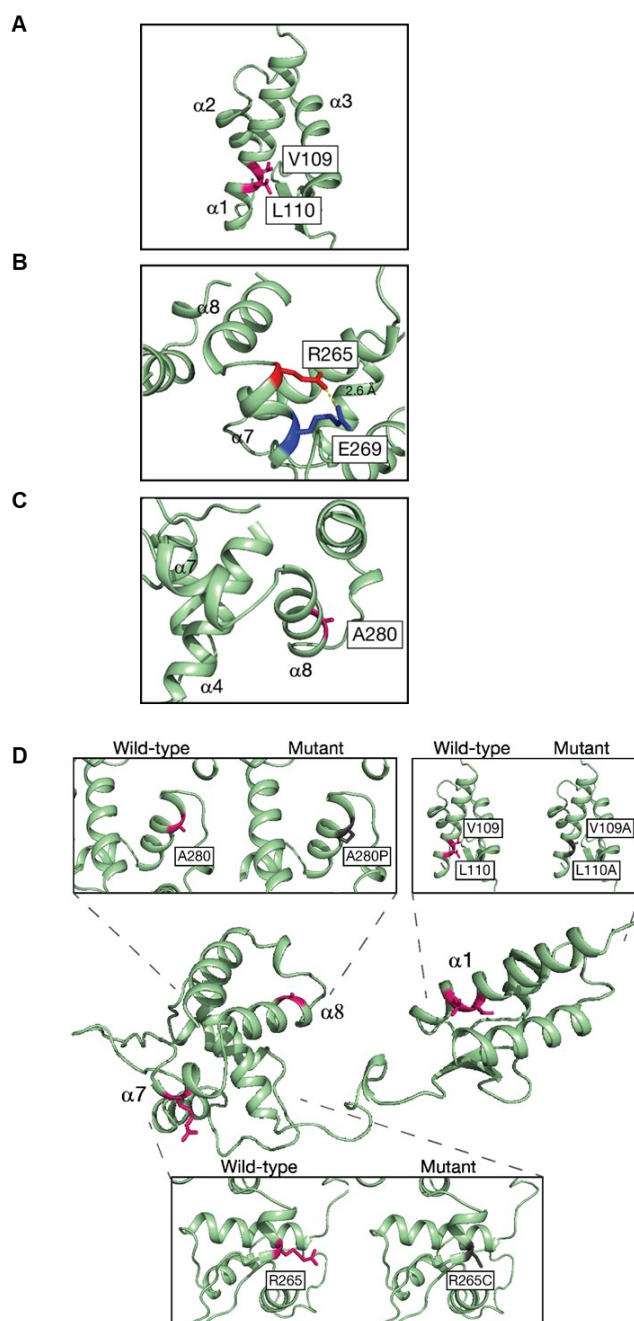 A
α2
α3
V109
α1
L110
B
α8
R265
2.6 Å
α7
E269
C
α7
A280
α4
α8
D
Wild-type Mutant
A280 A280P
Wild-type Mutant
V109 V109A
L110 L110A
α1
α8
α7
Wild-type Mutant
R265 R265C